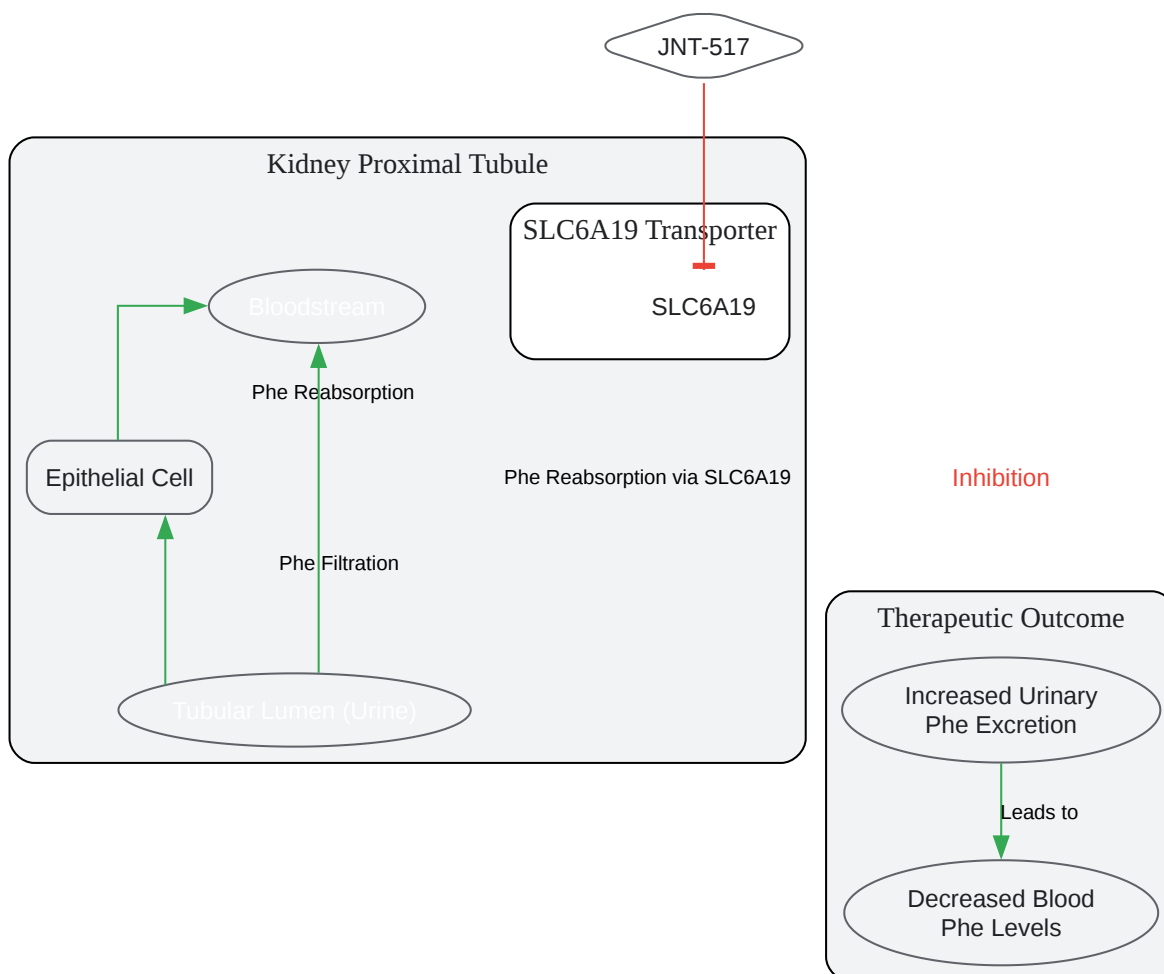 JNT-517
Kidney Proximal Tubule
SLC6A19 Transporter
Bloodstream
SLC6A19
Phe Reabsorption
Epithelial Cell
Phe Reabsorption via SLC6A19
Inhibition
Phe Filtration
Therapeutic Outcome
Tubular Lumen (Urine)
Increased Urinary
Phe Excretion
Leads to
Decreased Blood
Phe Levels